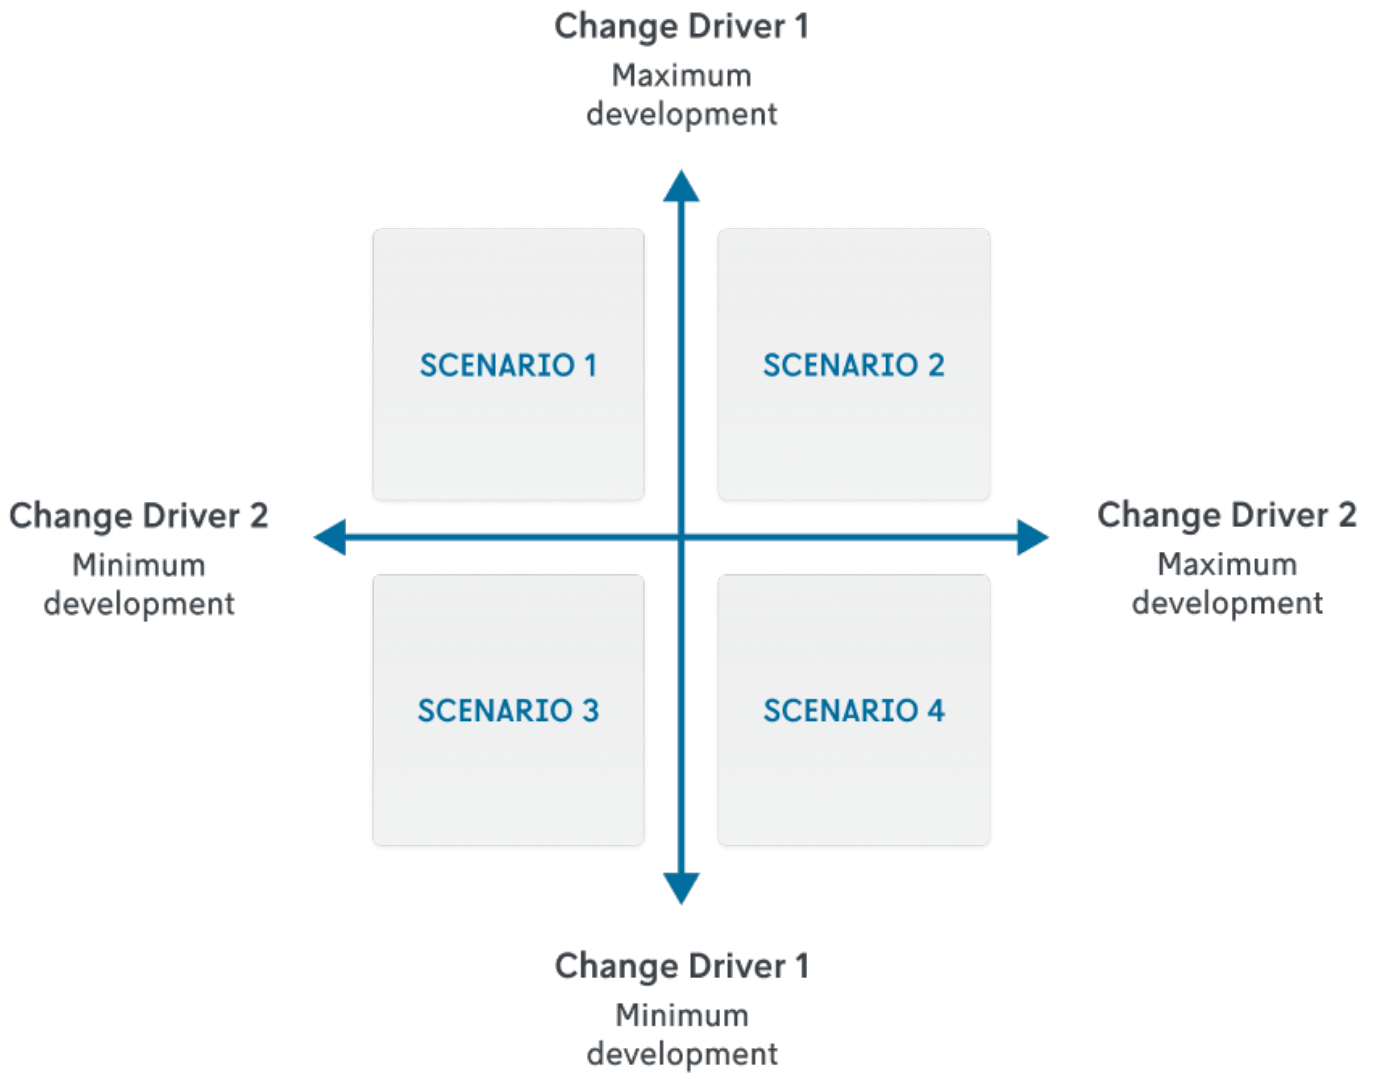 Change Driver 1
Maximum
development
SCENARIO 1
SCENARIO 2
Change Driver 2
Minimum
development
Change Driver 2
Maximum
development
SCENARIO 3
SCENARIO 4
Change Driver 1
Minimum
development